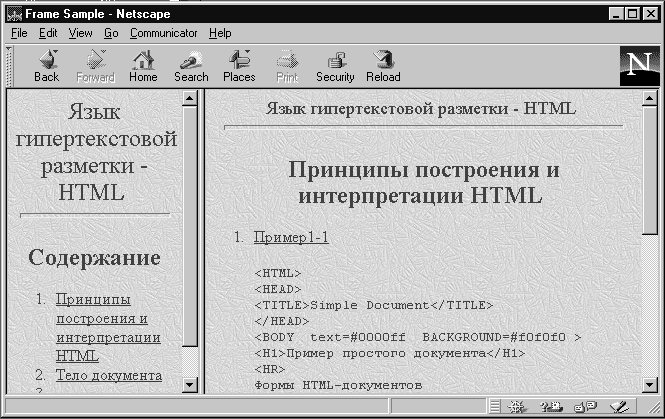 Frame Sample - Netscape
File Edit View Go Communicator Help
Back Forward Home Search Places Print Security Reload
N
Язык
гипертекстовой
разметки -
HTML
Содержание
1. Принципы
построения и
интерпретации
HTML
2. Тело документа
Язык гипертекстовой разметки - HTML
Принципы построения и
интерпретации HTML
1. Пример1-1
<HTML>
<HEAD>
<TITLE>Simple Document</TITLE>
</HEAD>
<BODY text=#0000ff BACKGROUND=#f0f0f0 >
<H1>Пример простого документа</H1>
<HR>
Формы HTML-документов